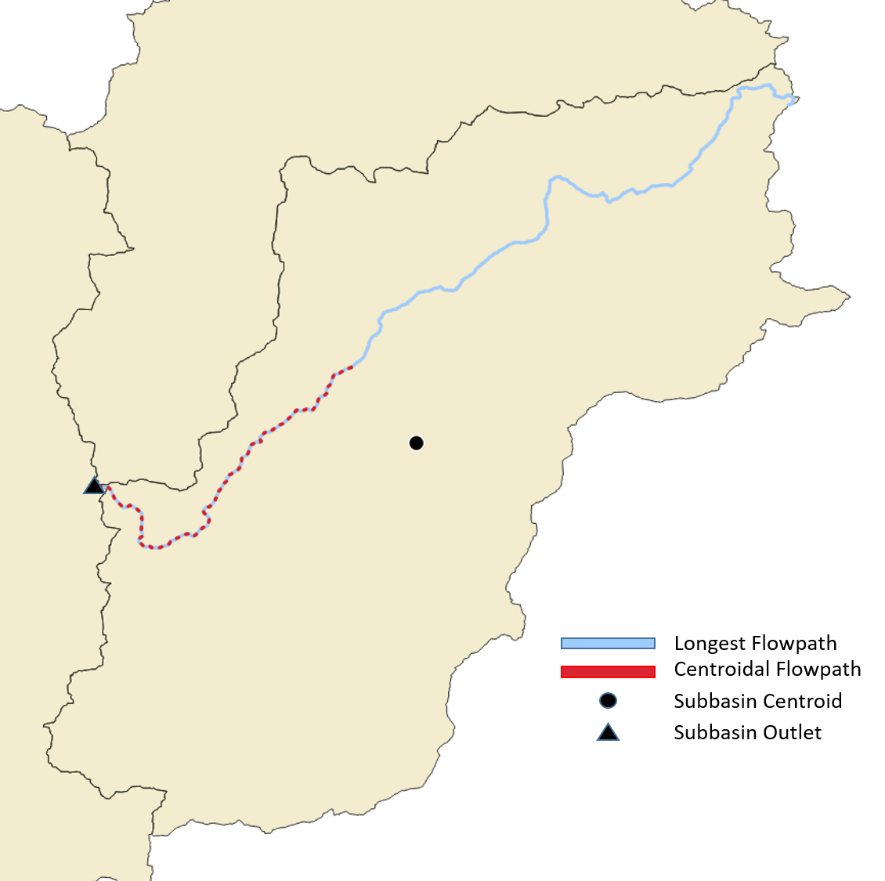 Longest Flowpath
Centroidal Flowpath
Subbasin Centroid
Subbasin Outlet